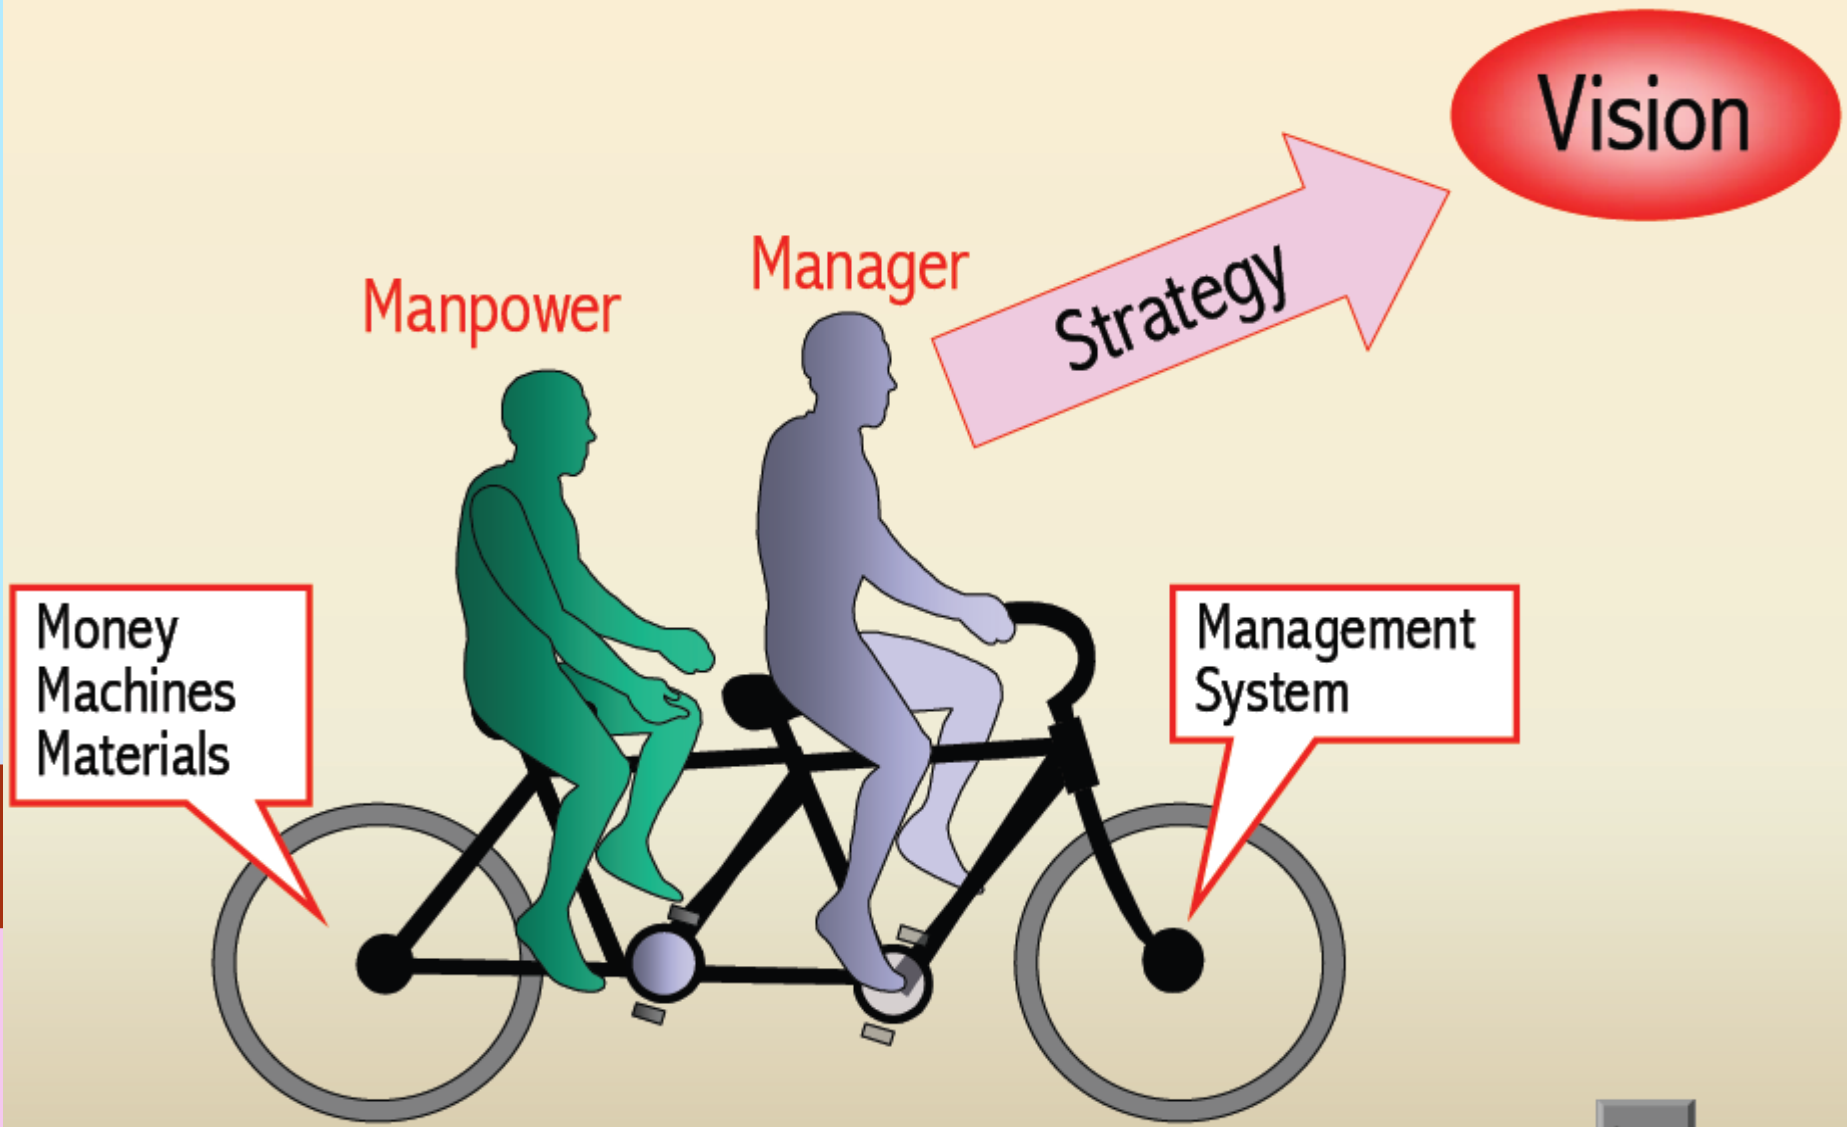 Vision
Strategy
Manager
Manpower
Money
Machines
Materials
Management
System